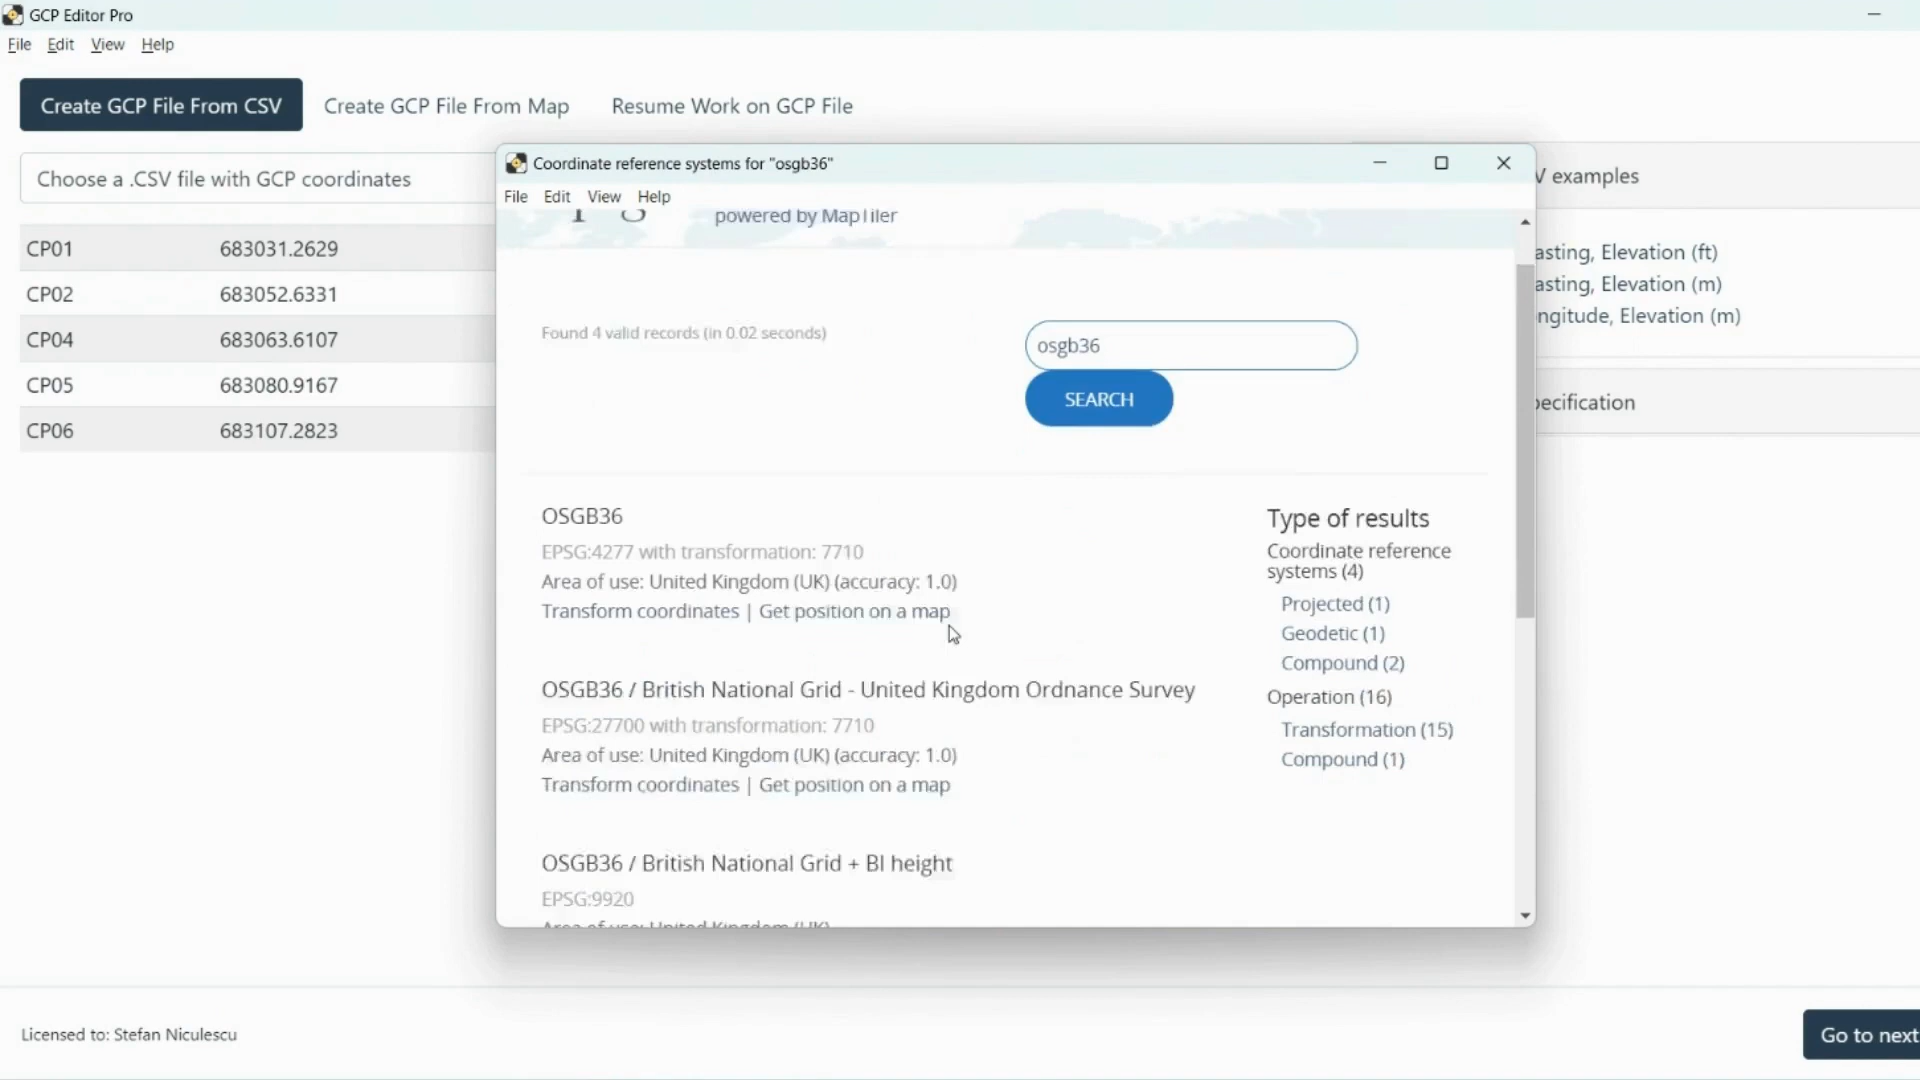 GCP Editor Pro
File Edit View Help
Create GCP File From CSV Create GCP File From Map Resume Work on GCP File
Choose a .CSV file with GCP coordinates
CP01 683031.2629
CP02 683052.6331
CP04 683063.6107
CP05 683080.9167
CP06 683107.2823
Coordinate reference systems for "osgb36"
File Edit View Help
powered by MapTiler
Found 4 valid records (in 0.02 seconds)
osgb36
SEARCH
OSGB36
EPSG:4277 with transformation: 7710
Area of use: United Kingdom (UK) (accuracy: 1.0)
Transform coordinates | Get position on a map
OSGB36 / British National Grid - United Kingdom Ordnance Survey
EPSG:27700 with transformation: 7710
Area of use: United Kingdom (UK) (accuracy: 1.0)
Transform coordinates | Get position on a map
OSGB36 / British National Grid + BI height
EPSG:9920
Area of use: United Kingdom (UK)
Type of results
Coordinate reference
systems (4)
Projected (1)
Geodetic (1)
Compound (2)
Operation (16)
Transformation (15)
Compound (1)
V examples
asting, Elevation (ft)
asting, Elevation (m)
ngitude, Elevation (m)
pecification
Licensed to: Stefan Niculescu
Go to next